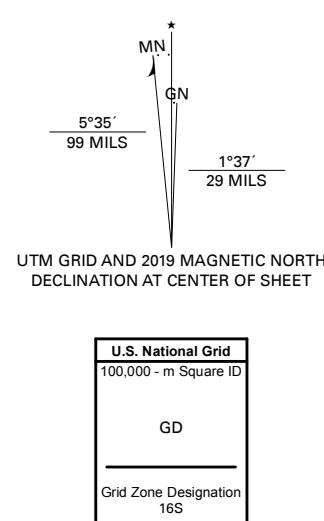 ★
MN
GN
5°35´
99 MILS
1°37´
29 MILS
UTM GRID AND 2019 MAGNETIC NORTH
DECLINATION AT CENTER OF SHEET
U.S. National Grid
100,000 - m Square ID
GD
Grid Zone Designation
16S